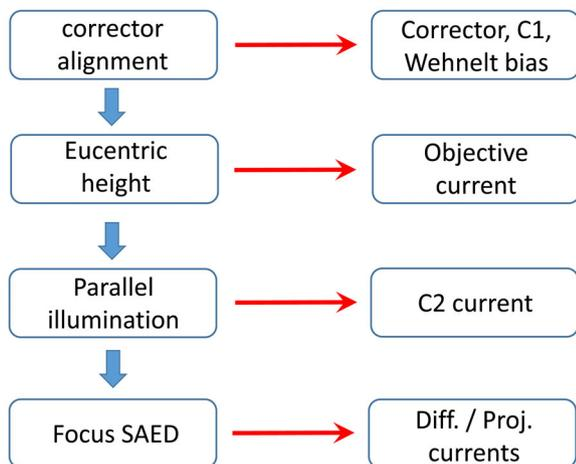 corrector
alignment
Corrector, C1,
Wehnelt bias
Eucentric
height
Objective
current
Parallel
illumination
C2 current
Focus SAED
Diff. / Proj.
currents